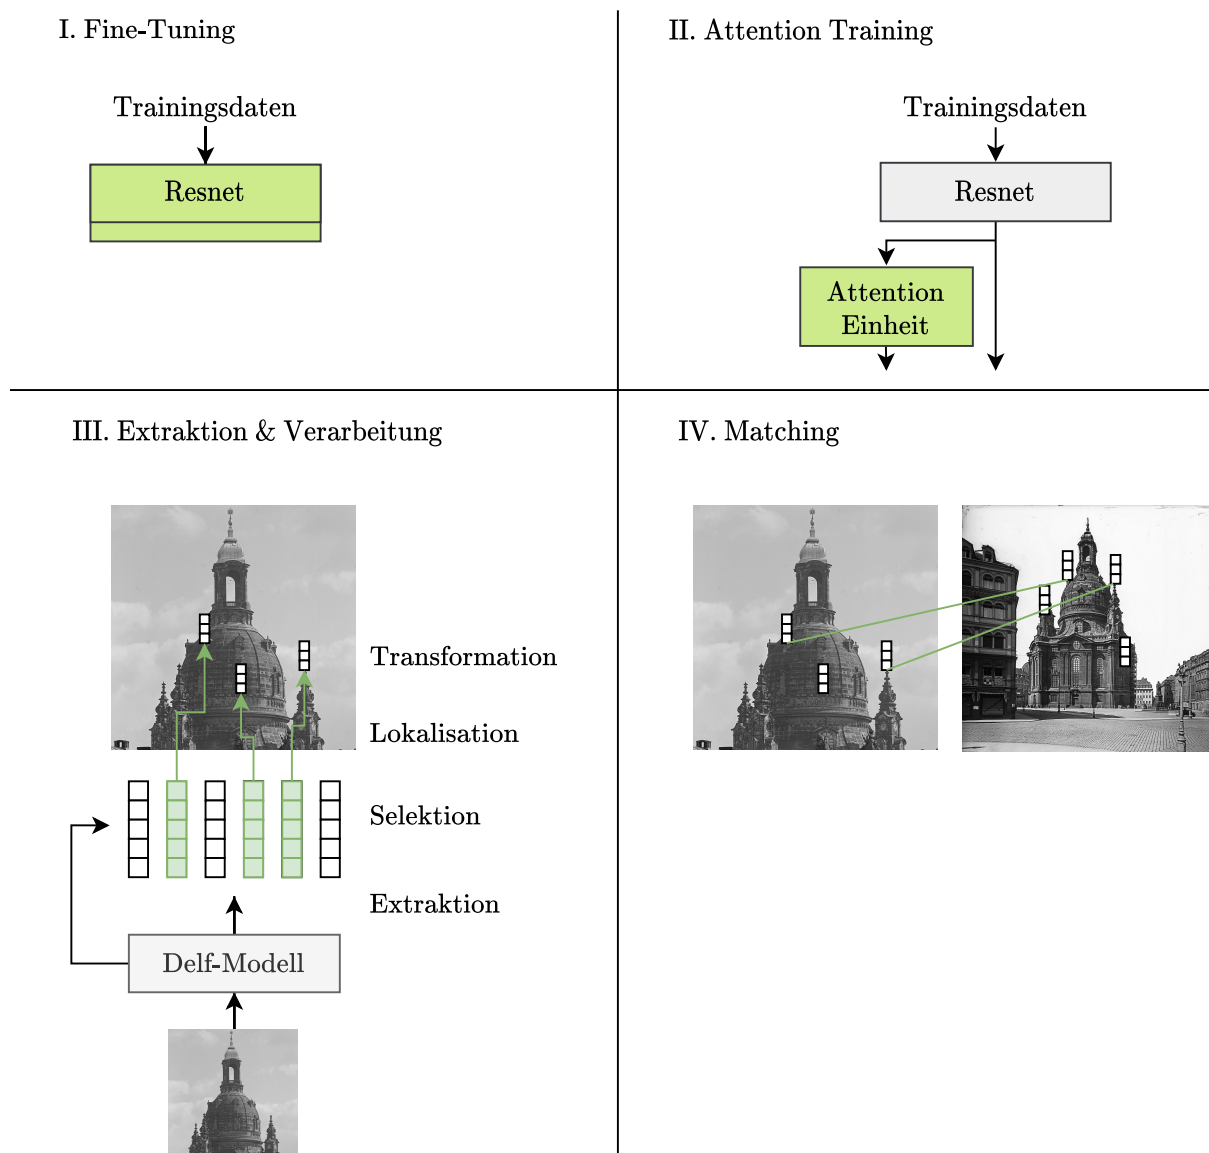 I. Fine-Tuning
Trainingsdaten
Resnet
II. Attention Training
Trainingsdaten
Resnet
Attention
Einheit
III. Extraktion & Verarbeitung
Transformation
Lokalisation
Selektion
Extraktion
Delf-Modell
IV. Matching